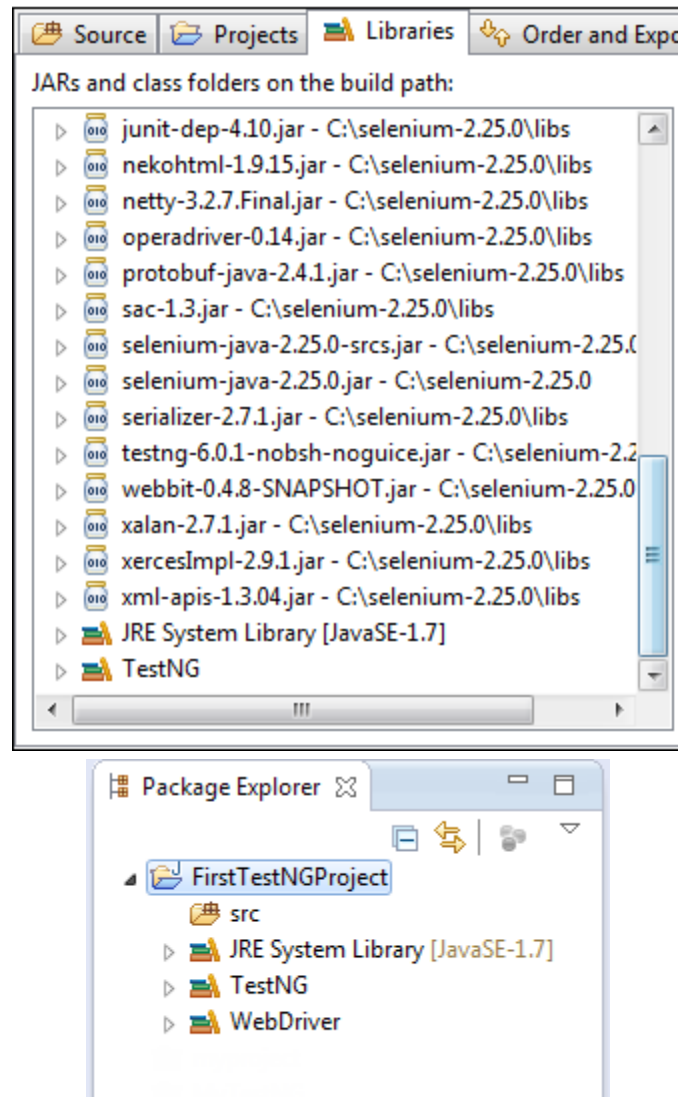 Source Projects Libraries Order and Expo
JARs and class folders on the build path:
junit-dep-4.10.jar - C:\selenium-2.25.0\libs
nekohtml-1.9.15.jar - C:\selenium-2.25.0\libs
netty-3.2.7.Final.jar - C:\selenium-2.25.0\libs
operadriver-0.14.jar - C:\selenium-2.25.0\libs
protobuf-java-2.4.1.jar - C:\selenium-2.25.0\libs
sac-1.3.jar - C:\selenium-2.25.0\libs
selenium-java-2.25.0-srcs.jar - C:\selenium-2.25.(
selenium-java-2.25.0.jar - C:\selenium-2.25.0
serializer-2.7.1.jar - C:\selenium-2.25.0\libs
testng-6.0.1-nobsh-noguice.jar - C:\selenium-2.2
webbit-0.4.8-SNAPSHOT.jar - C:\selenium-2.25.0
xalan-2.7.1.jar - C:\selenium-2.25.0\libs
xercesImpl-2.9.1.jar - C:\selenium-2.25.0\libs
xml-apis-1.3.04.jar - C:\selenium-2.25.0\libs
JRE System Library [JavaSE-1.7]
TestNG
Package Explorer
FirstTestNGProject
src
JRE System Library [JavaSE-1.7]
TestNG
WebDriver